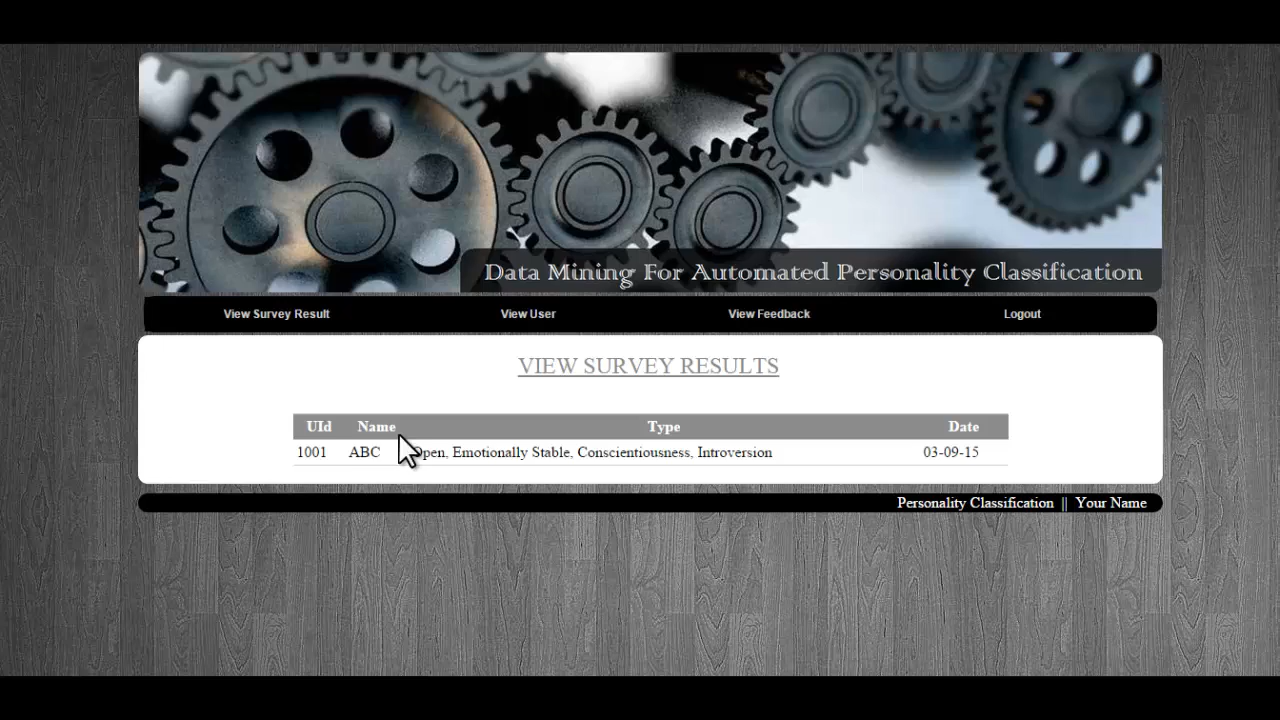 Data Mining For Automated Personality Classification
View Survey Result View User View Feedback Logout
VIEW SURVEY RESULTS
UId Name Type Date
1001 ABC Open, Emotionally Stable, Conscientiousness, Introversion 03-09-15
Personality Classification || Your Name